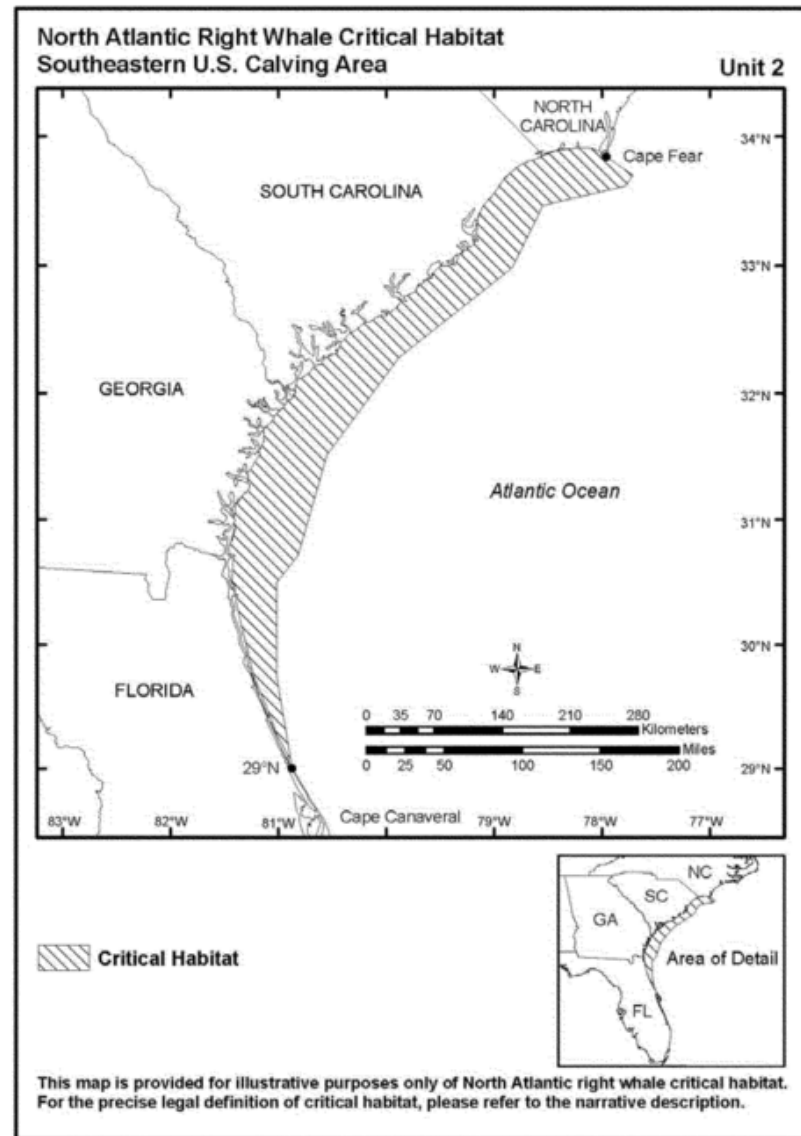 North Atlantic Right Whale Critical Habitat
Southeastern U.S. Calving Area
Unit 2
NORTH
CAROLINA
34°N
Cape Fear
SOUTH CAROLINA
33°N
GEORGIA
32°N
Atlantic Ocean
31°N
N
W E
S
30°N
FLORIDA
0 35 70 140 210 280
Kilometers
Miles
0 25 50 100 150 200
29°N
29°N
Cape Canaveral
83°W 82°W 81°W 79°W 78°W 77°W
NC
SC
GA
Area of Detail
FL
Critical Habitat
This map is provided for illustrative purposes only of North Atlantic right whale critical habitat.
For the precise legal definition of critical habitat, please refer to the narrative description.